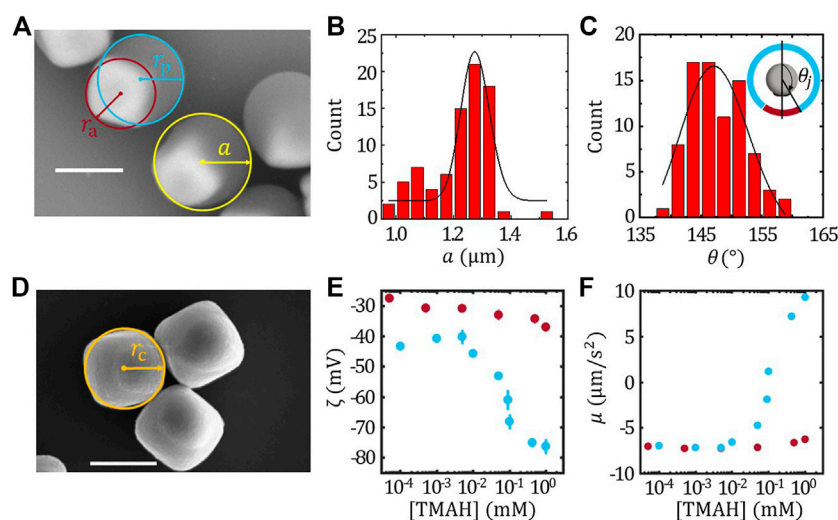 A
r_p
r_a
a
B
Count
25
20
15
10
5
0
1.0
1.2
1.4
1.6
a (μm)
C
Count
20
15
10
5
0
135
145
155
165
θ (°)
θ_j
D
r_c
E
ζ (mV)
-30
-40
-50
-60
-70
-80
10⁻⁴
10⁻³
10⁻²
10⁻¹
10⁰
[TMAH] (mM)
F
μ (μm/s²)
10
5
0
-5
-10
10⁻⁴
10⁻³
10⁻²
10⁻¹
10⁰
[TMAH] (mM)